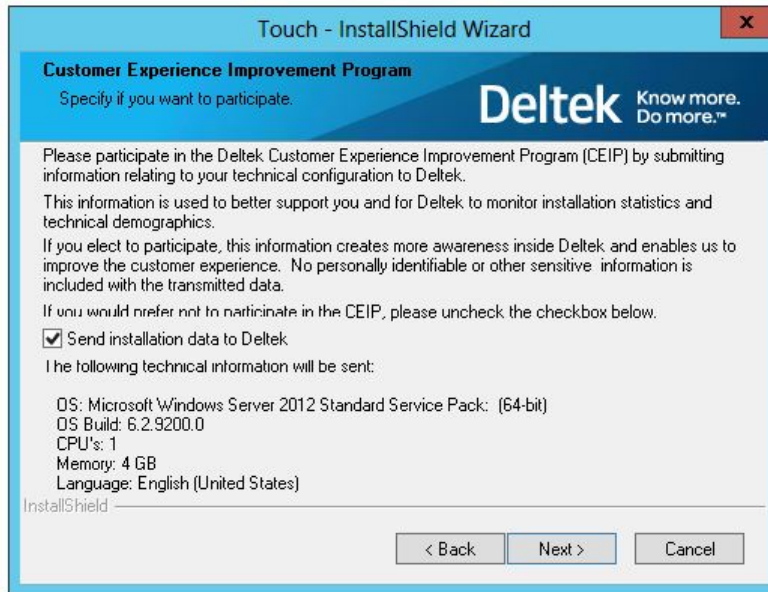 Touch - InstallShield Wizard
x
Customer Experience Improvement Program
Specify if you want to participate.
Deltek Know more.
Do more.™
Please participate in the Deltek Customer Experience Improvement Program (CEIP) by submitting
information relating to your technical configuration to Deltek.
This information is used to better support you and for Deltek to monitor installation statistics and
technical demographics.
If you elect to participate, this information creates more awareness inside Deltek and enables us to
improve the customer experience. No personally identifiable or other sensitive information is
included with the transmitted data.
If you would prefer not to participate in the CEIP, please uncheck the checkbox below.
Send installation data to Deltek
The following technical information will be sent:
OS: Microsoft Windows Server 2012 Standard Service Pack: (64-bit)
OS Build: 6.2.9200.0
CPU's: 1
Memory: 4 GB
Language: English (United States)
InstallShield
< Back Next > Cancel